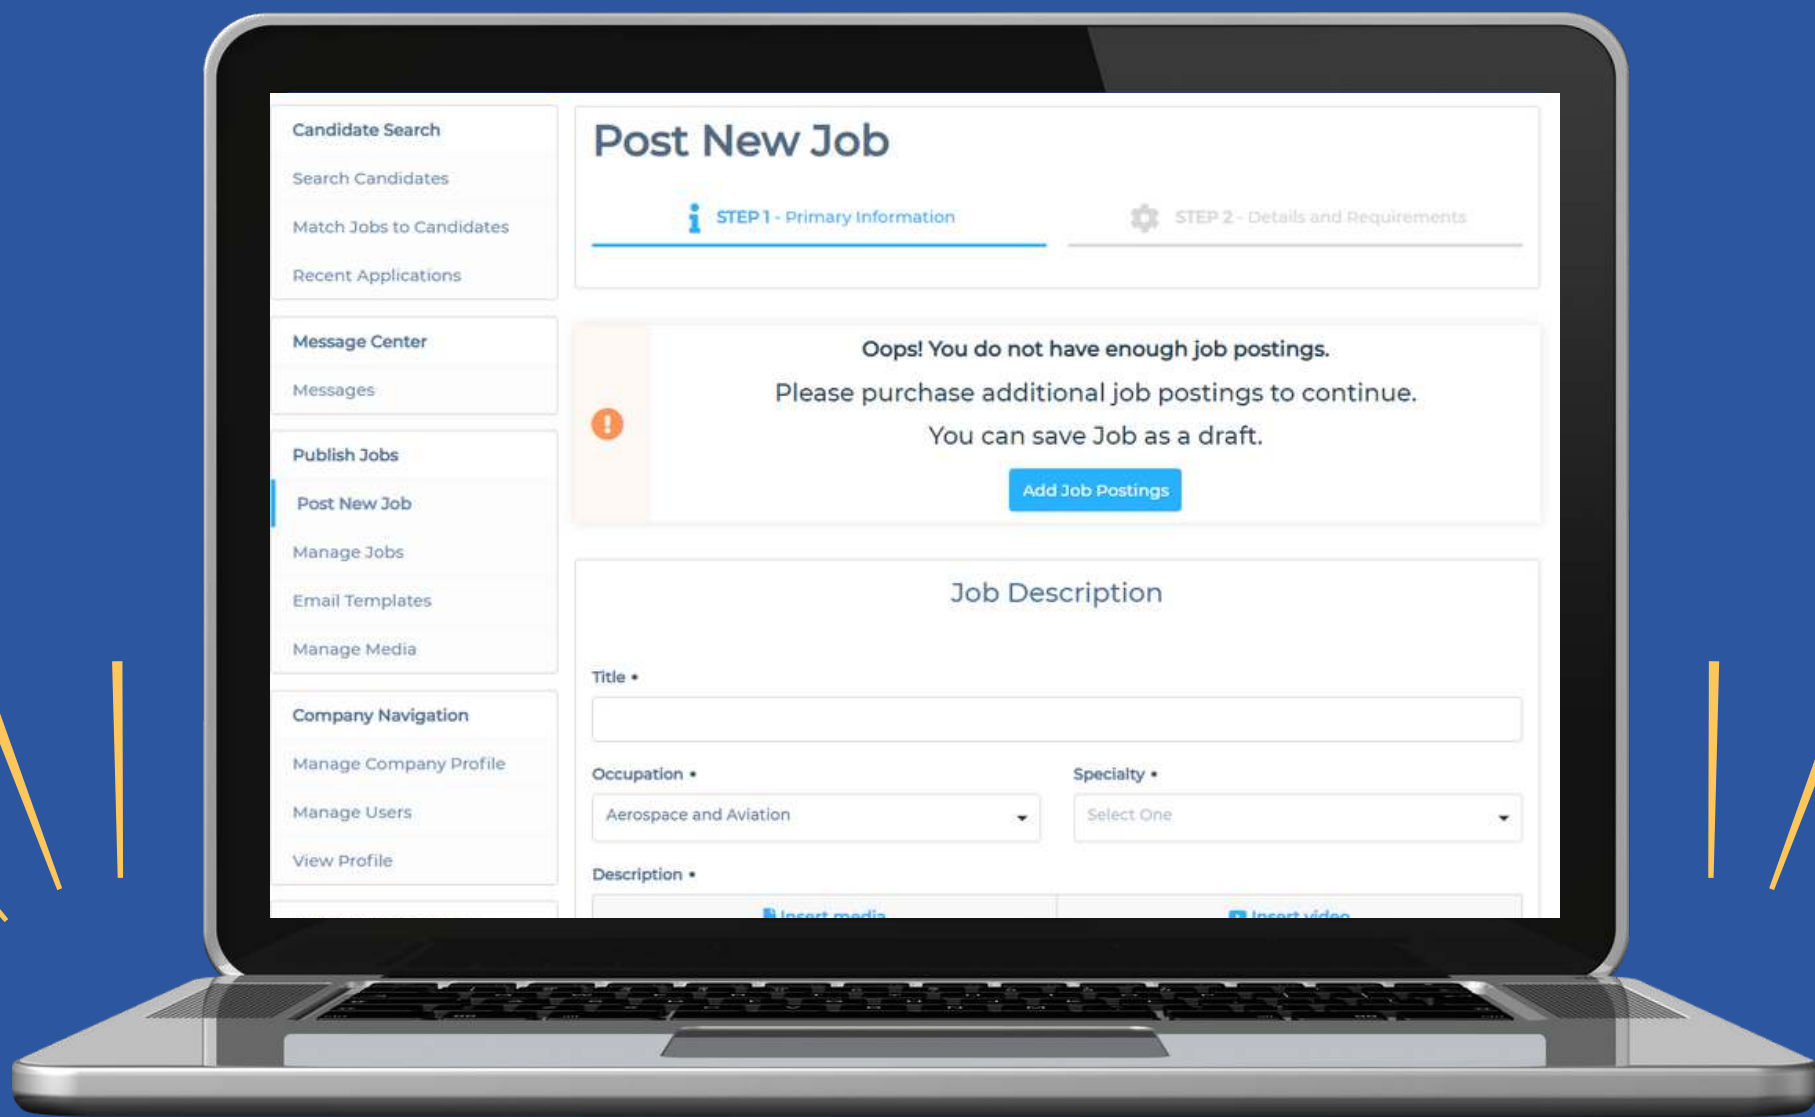 Candidate Search
Search Candidates
Match Jobs to Candidates
Recent Applications
Message Center
Messages
Publish Jobs
Post New Job
Manage Jobs
Email Templates
Manage Media
Company Navigation
Manage Company Profile
Manage Users
View Profile
Post New Job
STEP 1 - Primary Information
STEP 2 - Details and Requirements
Oops! You do not have enough job postings.
Please purchase additional job postings to continue.
You can save Job as a draft.
Add Job Postings
Job Description
Title •
Occupation •
Specialty •
Aerospace and Aviation
Select One
Description •
Insert media
Insert video